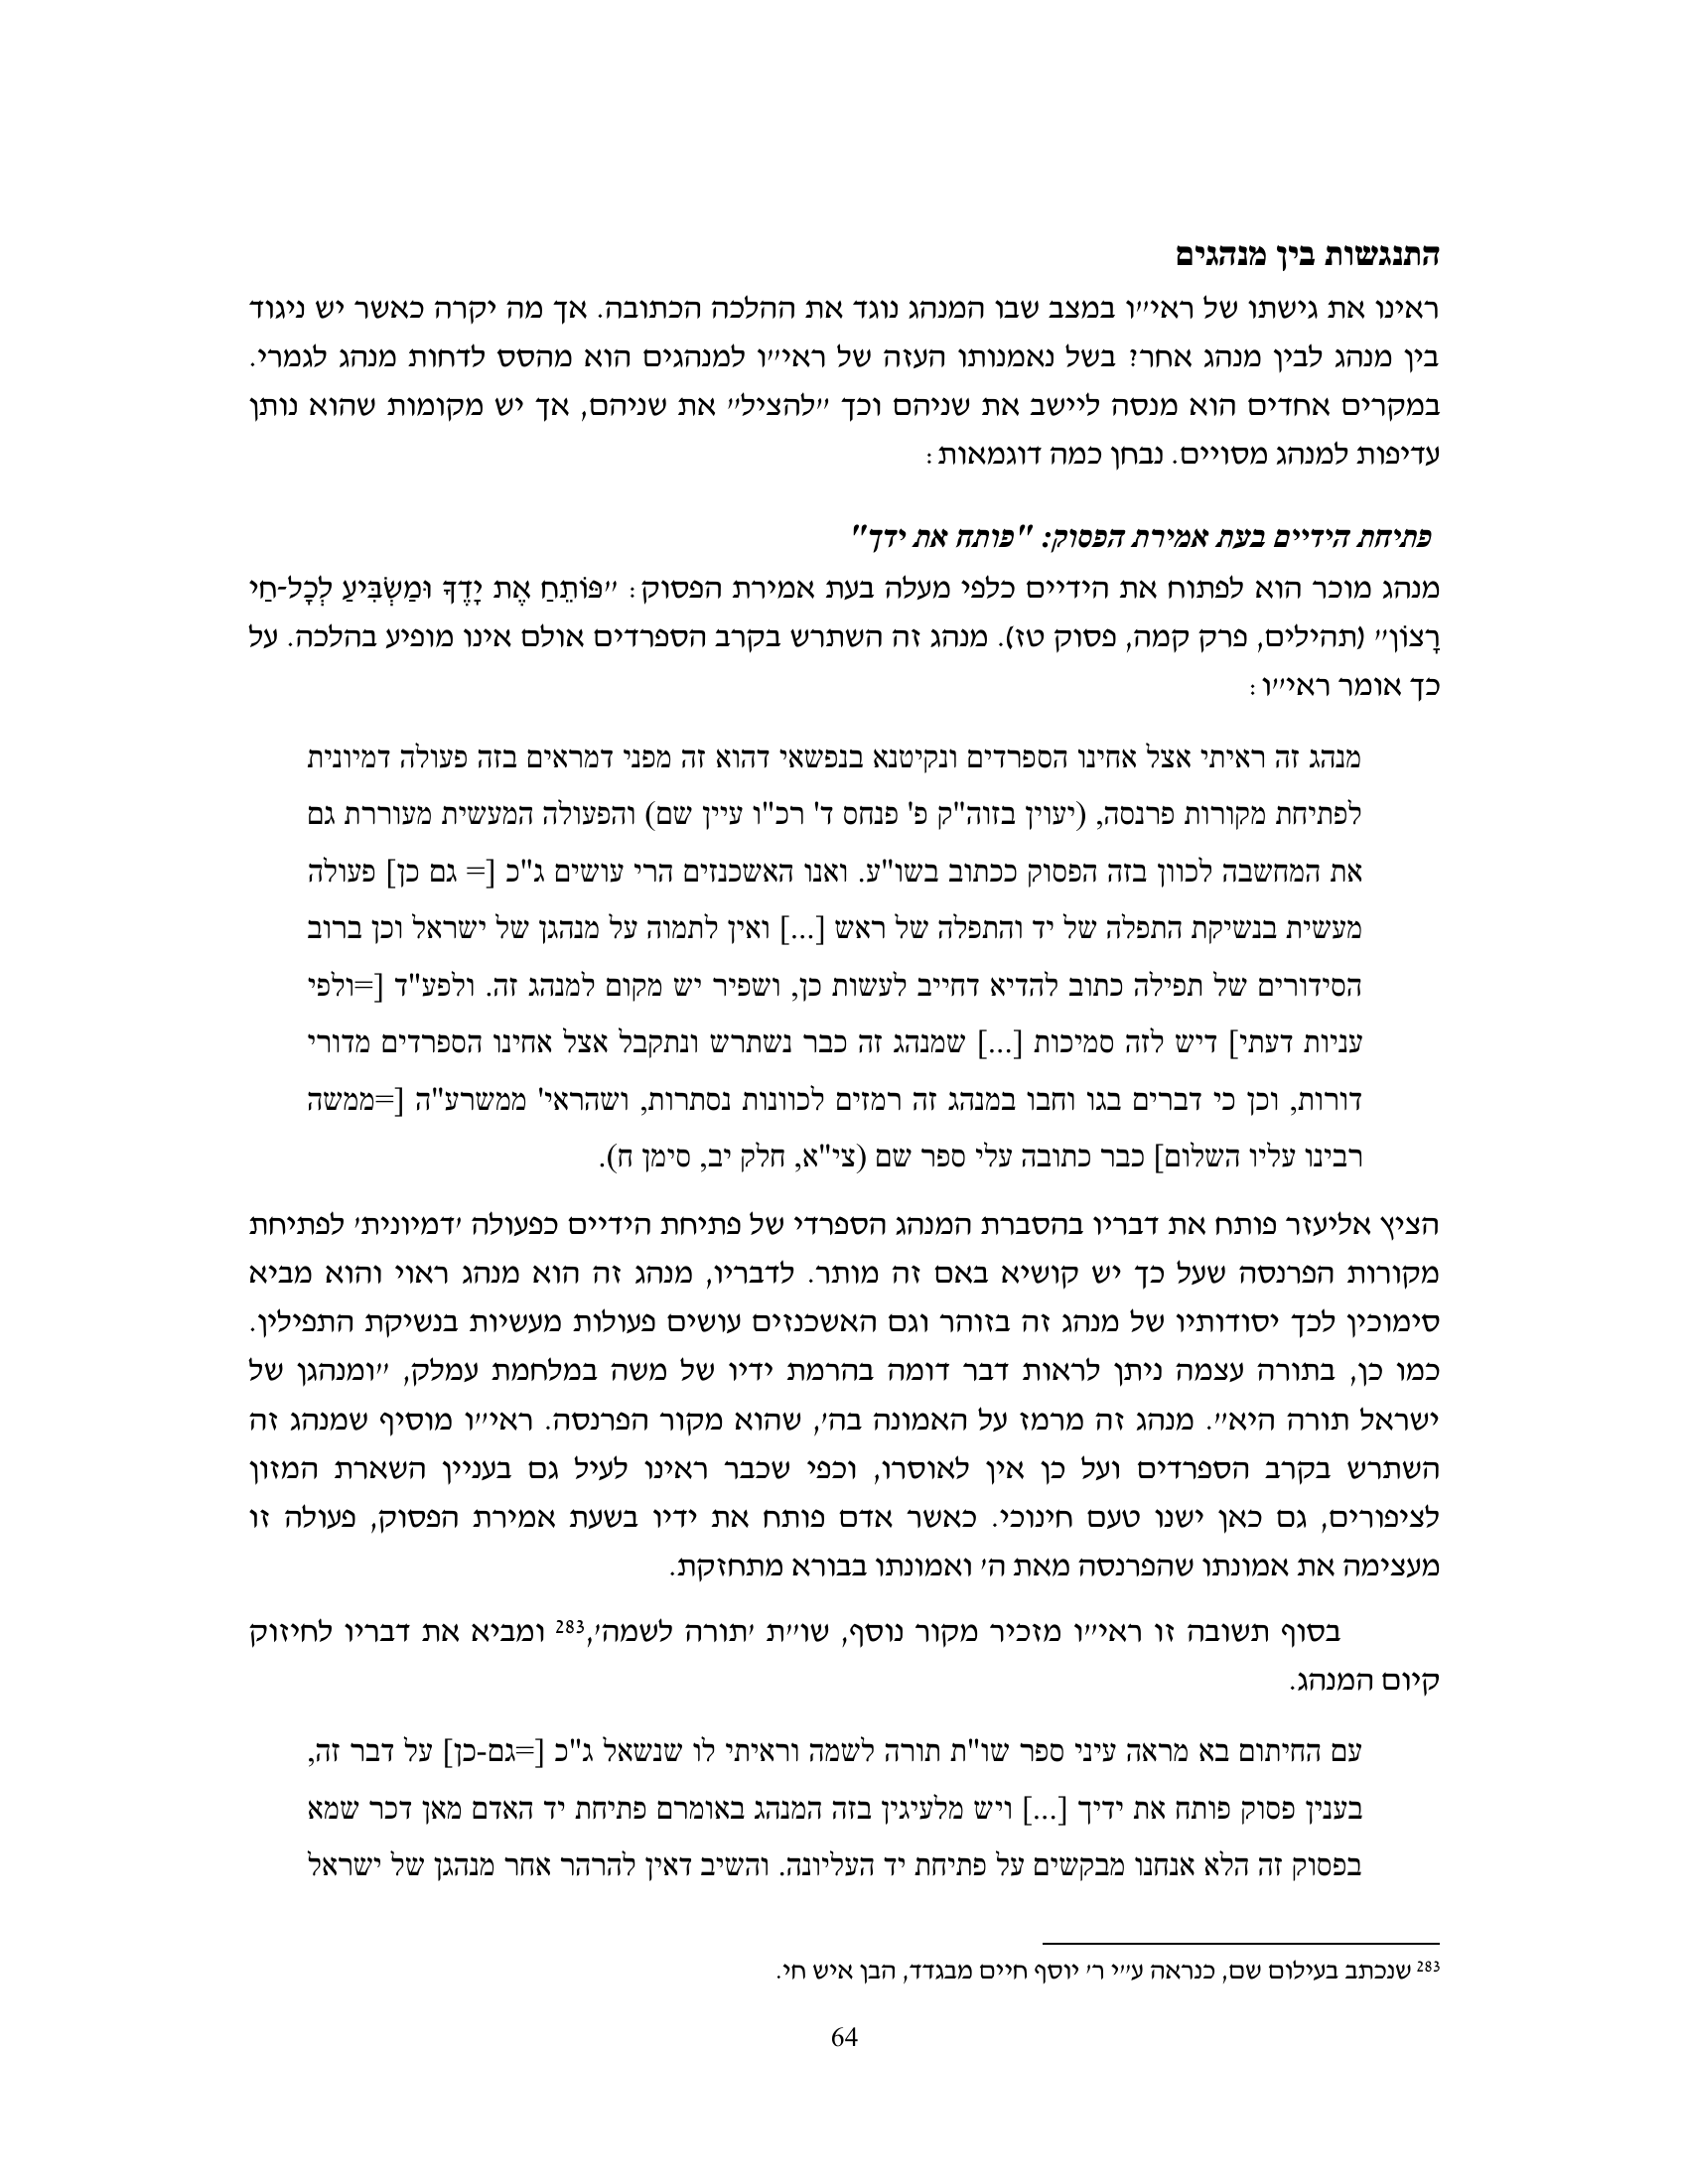 התנגשות בין מנהגים
ראינו את גישתו של ראי״ו במצב שבו המנהג נוגד את ההלכה הכתובה. אך מה יקרה כאשר יש ניגוד
בין מנהג לבין מנהג אחר? בשל נאמנותו העזה של ראי״ו למנהגים הוא מהסס לדחות מנהג לגמרי.
במקרים אחדים הוא מנסה ליישב את שניהם וכך ״להציל״ את שניהם, אך יש מקומות שהוא נותן
עדיפות למנהג מסויים. נבחן כמה דוגמאות:
פתיחת הידיים בעת אמירת הפסוק: "פותח את ידך"
מנהג מוכר הוא לפתוח את הידיים כלפי מעלה בעת אמירת הפסוק: ״פּוֹתֵחַ אֶת יָדֶךָ וּמַשְׂבִּיעַ לְכָל-חַי
רָצוֹן״ (תהילים, פרק קמה, פסוק טז). מנהג זה השתרש בקרב הספרדים אולם אינו מופיע בהלכה. על
כך אומר ראי״ו:
מנהג זה ראיתי אצל אחינו הספרדים ונקיטנא בנפשאי דהוא זה מפני דמראים בזה פעולה דמיונית
לפתיחת מקורות פרנסה, (יעוין בזוה"ק פ' פנחס ד' רכ"ו עיין שם) והפעולה המעשית מעוררת גם
את המחשבה לכוון בזה הפסוק ככתוב בשו"ע. ואנו האשכנזים הרי עושים ג"כ [= גם כן] פעולה
מעשית בנשיקת התפלה של יד והתפלה של ראש [...] ואין לתמוה על מנהגן של ישראל וכן ברוב
הסידורים של תפילה כתוב להדיא דחייב לעשות כן, ושפיר יש מקום למנהג זה. ולפע"ד [=ולפי
עניות דעתי] דיש לזה סמיכות [...] שמנהג זה כבר נשתרש ונתקבל אצל אחינו הספרדים מדורי
דורות, וכן כי דברים בגו וחבו במנהג זה רמזים לכוונות נסתרות, ושהראי' ממשרע"ה [=ממשה
רבינו עליו השלום] כבר כתובה עלי ספר שם (צי"א, חלק יב, סימן ח).
הציץ אליעזר פותח את דבריו בהסברת המנהג הספרדי של פתיחת הידיים כפעולה ׳דמיונית׳ לפתיחת
מקורות הפרנסה שעל כך יש קושיא באם זה מותר. לדבריו, מנהג זה הוא מנהג ראוי והוא מביא
סימוכין לכך יסודותיו של מנהג זה בזוהר וגם האשכנזים עושים פעולות מעשיות בנשיקת התפילין.
כמו כן, בתורה עצמה ניתן לראות דבר דומה בהרמת ידיו של משה במלחמת עמלק, ״ומנהגן של
ישראל תורה היא״. מנהג זה מרמז על האמונה בה׳, שהוא מקור הפרנסה. ראי״ו מוסיף שמנהג זה
השתרש בקרב הספרדים ועל כן אין לאוסרו, וכפי שכבר ראינו לעיל גם בעניין השארת המזון
לציפורים, גם כאן ישנו טעם חינוכי. כאשר אדם פותח את ידיו בשעת אמירת הפסוק, פעולה זו
מעצימה את אמונתו שהפרנסה מאת ה׳ ואמונתו בבורא מתחזקת.
בסוף תשובה זו ראי״ו מזכיר מקור נוסף, שו״ת ׳תורה לשמה׳,283 ומביא את דבריו לחיזוק
קיום המנהג.
עם החיתום בא מראה עיני ספר שו"ת תורה לשמה וראיתי לו שנשאל ג"כ [=גם-כן] על דבר זה,
בענין פסוק פותח את ידיך [...] ויש מלעיגין בזה המנהג באומרם פתיחת יד האדם מאן דכר שמא
בפסוק זה הלא אנחנו מבקשים על פתיחת יד העליונה. והשיב דאין להרהר אחר מנהגן של ישראל
283 שנכתב בעילום שם, כנראה ע״י ר׳ יוסף חיים מבגדד, הבן איש חי.
64